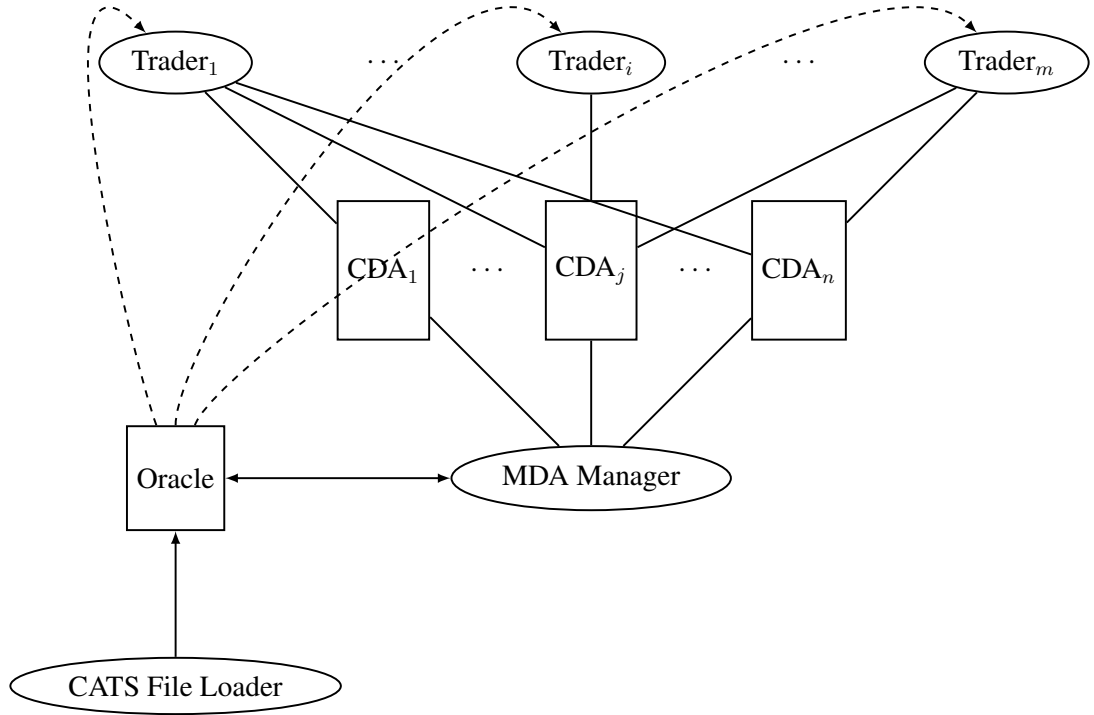 Trader₁ ... Traderᵢ ... Traderₘ
CDA₁ ... CDAⱼ ... CDAₙ
Oracle MDA Manager
CATS File Loader